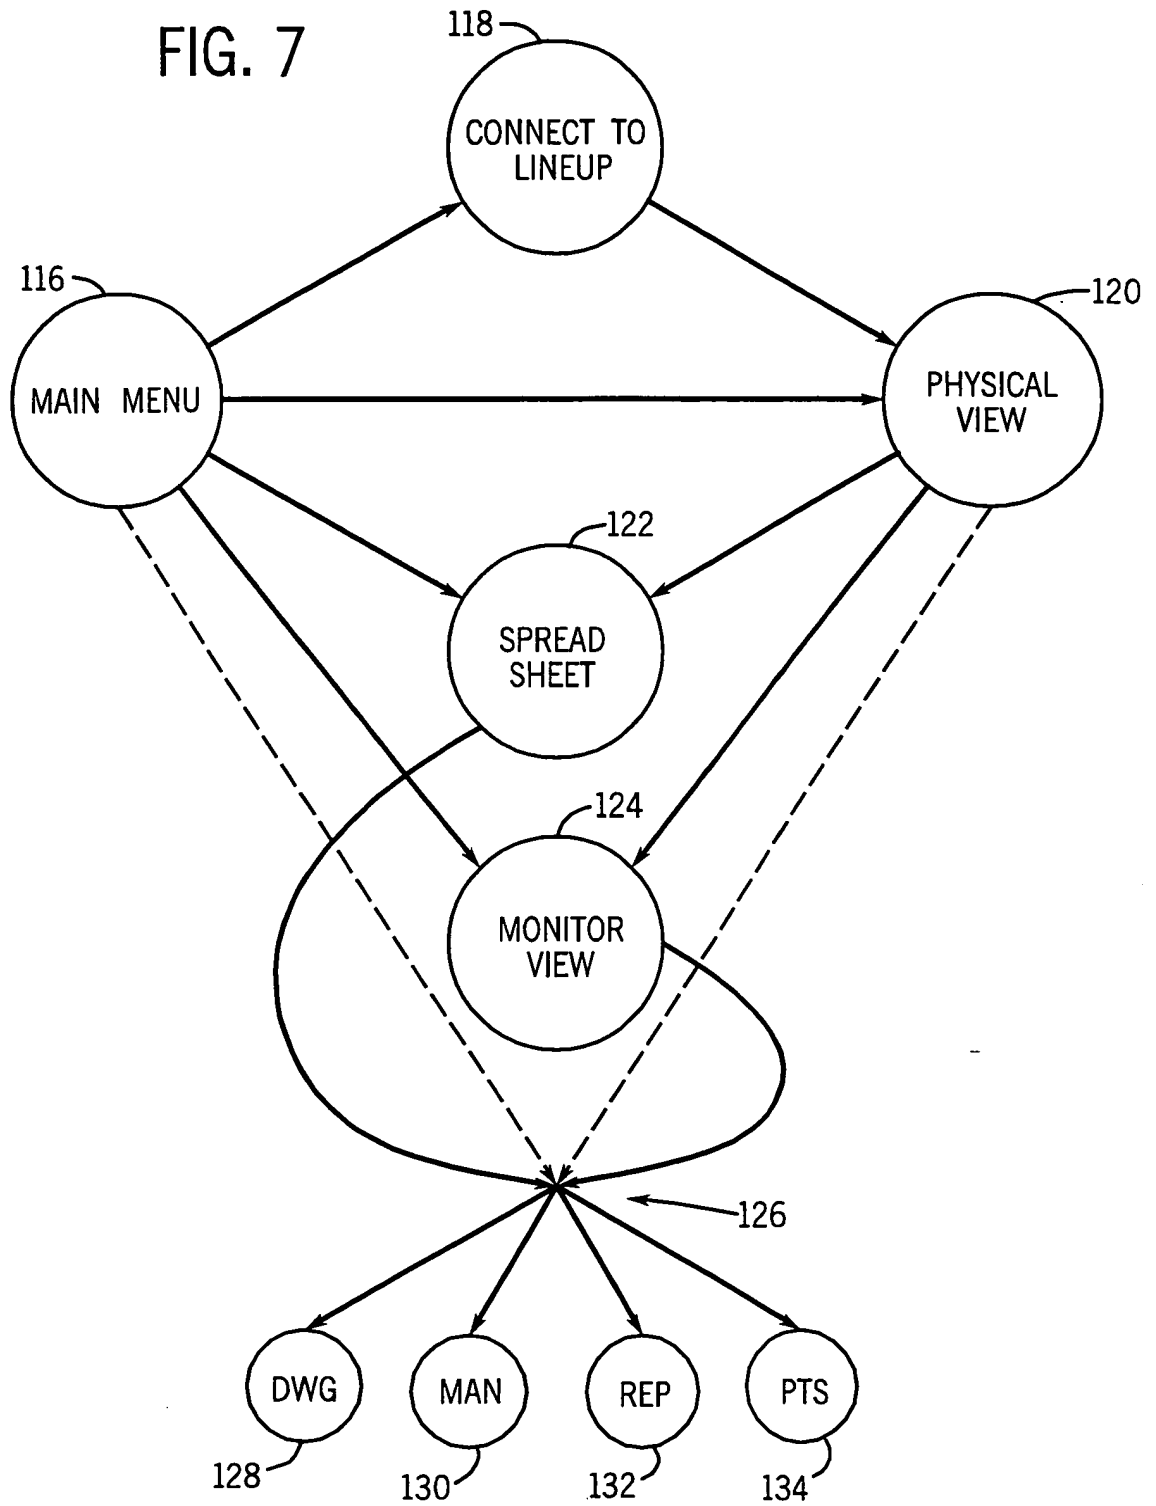 FIG. 7
118
CONNECT TO
LINEUP
116
MAIN MENU
120
PHYSICAL
VIEW
122
SPREAD
SHEET
124
MONITOR
VIEW
126
DWG
MAN
REP
PTS
128
130
132
134